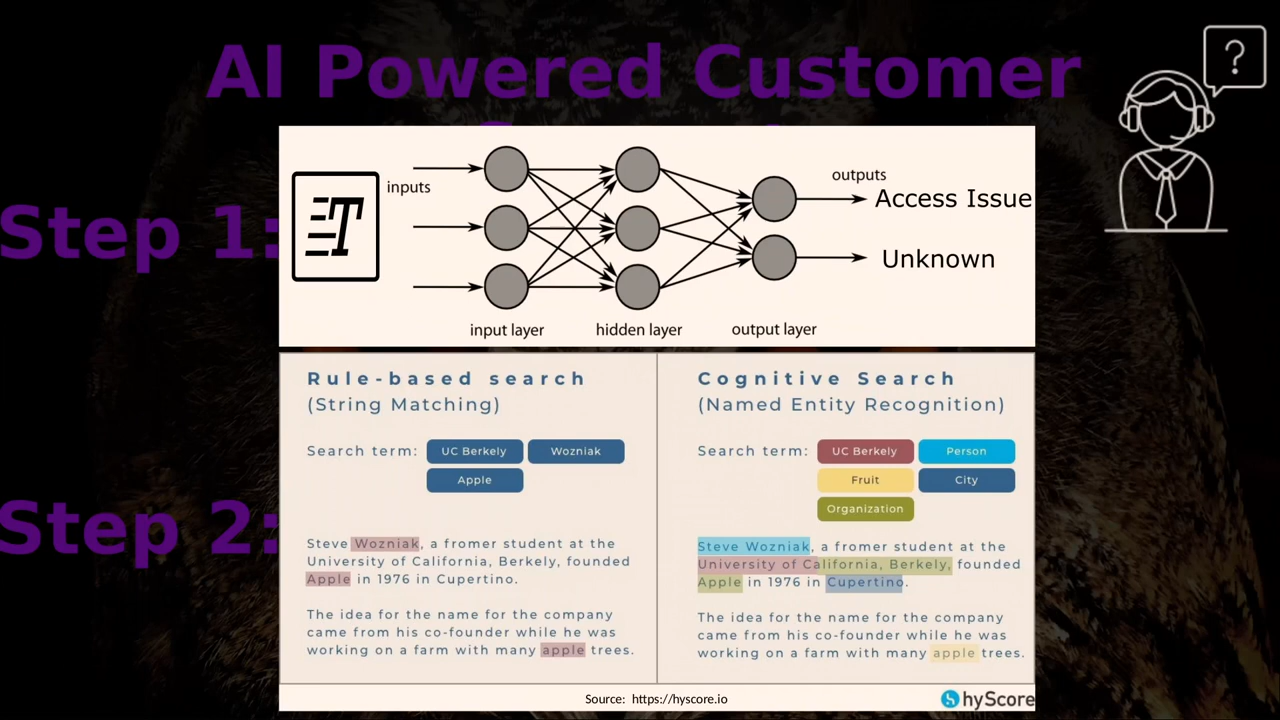 AI Powered Customer
Step 1:
T
inputs
outputs
Access Issue
Unknown
input layer
hidden layer
output layer
Rule-based search
(String Matching)
Search term: UC Berkely Wozniak
Apple
Steve Wozniak, a fromer student at the
University of California, Berkely, founded
Apple in 1976 in Cupertino.
The idea for the name for the company
came from his co-founder while he was
working on a farm with many apple trees.
Cognitive Search
(Named Entity Recognition)
Search term: UC Berkely Person
Fruit City
Organization
Steve Wozniak, a fromer student at the
University of California, Berkely, founded
Apple in 1976 in Cupertino.
The idea for the name for the company
came from his co-founder while he was
working on a farm with many apple trees.
Step 2:
Source: https://hyscore.io
hyScore
?